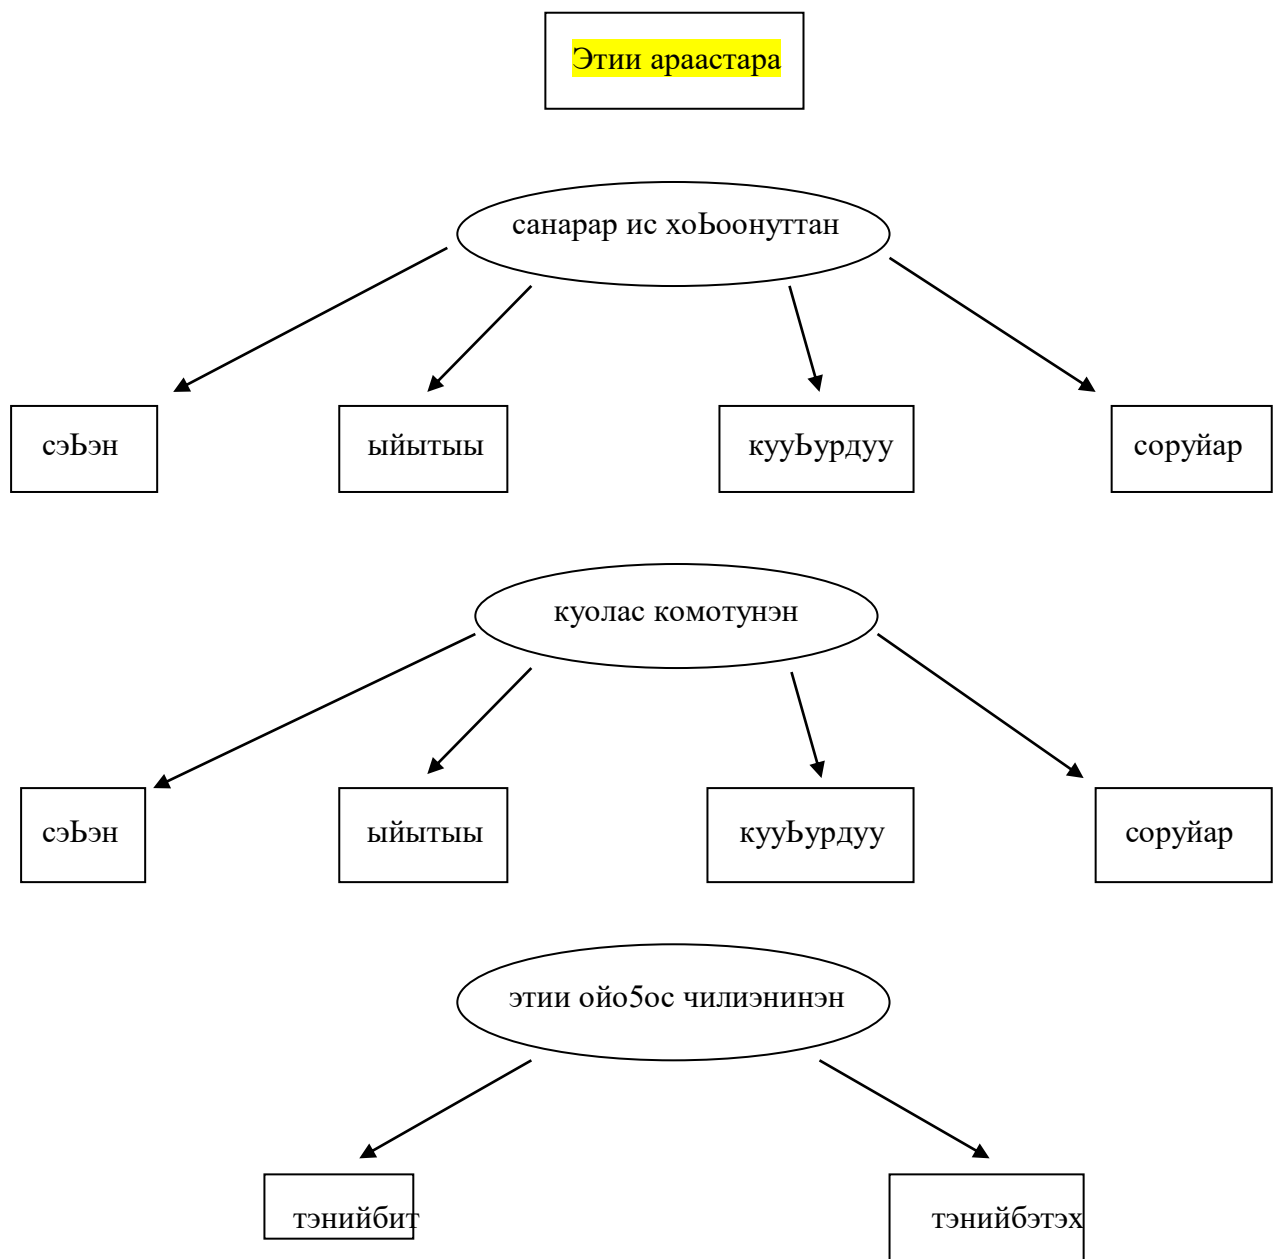 Этии араастара
санарар ис хоЬоонуттан
сэЬэн ыйытыы кууЬурдуу соруйар
куолас комотунэн
сэЬэн ыйытыы кууЬурдуу соруйар
этии ойо5ос чилиэнинэн
тэнийбит тэнийбэтэх